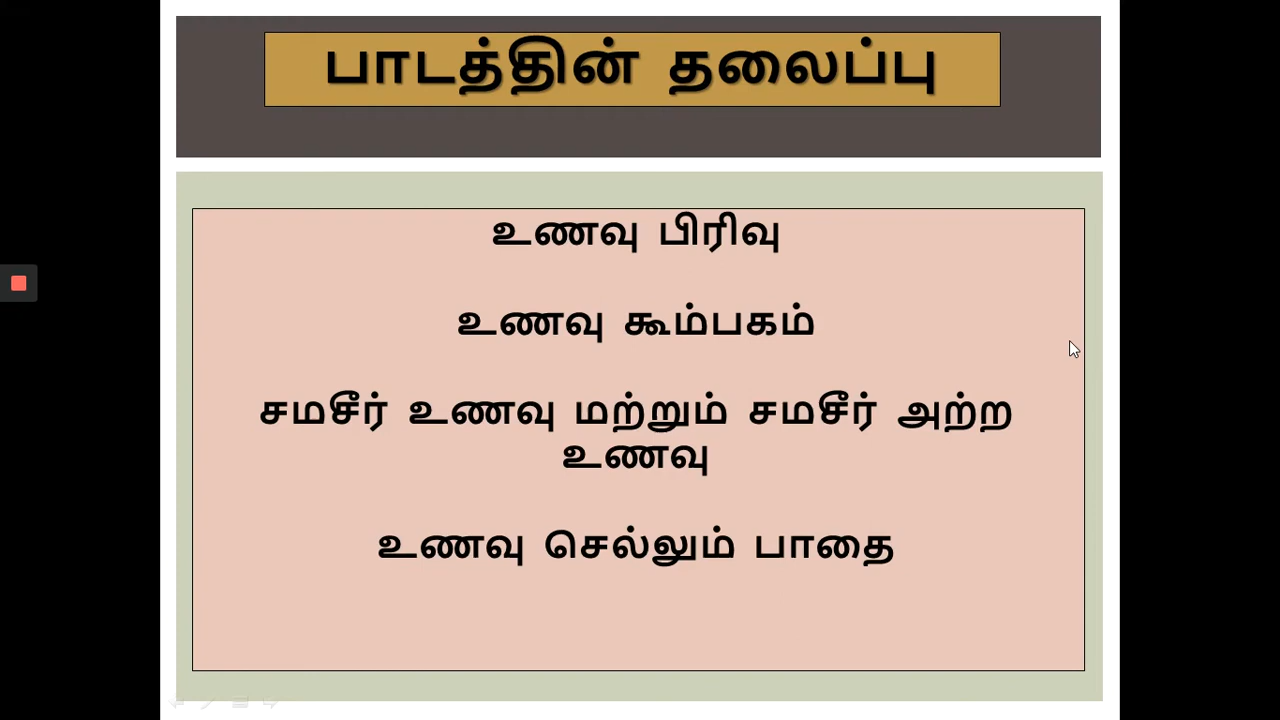 பாடத்தின் தலைப்பு
உணவு பிரிவு
உணவு கூம்பகம்
சமசீர் உணவு மற்றும் சமசீர் அற்ற
உணவு
உணவு செல்லும் பாதை